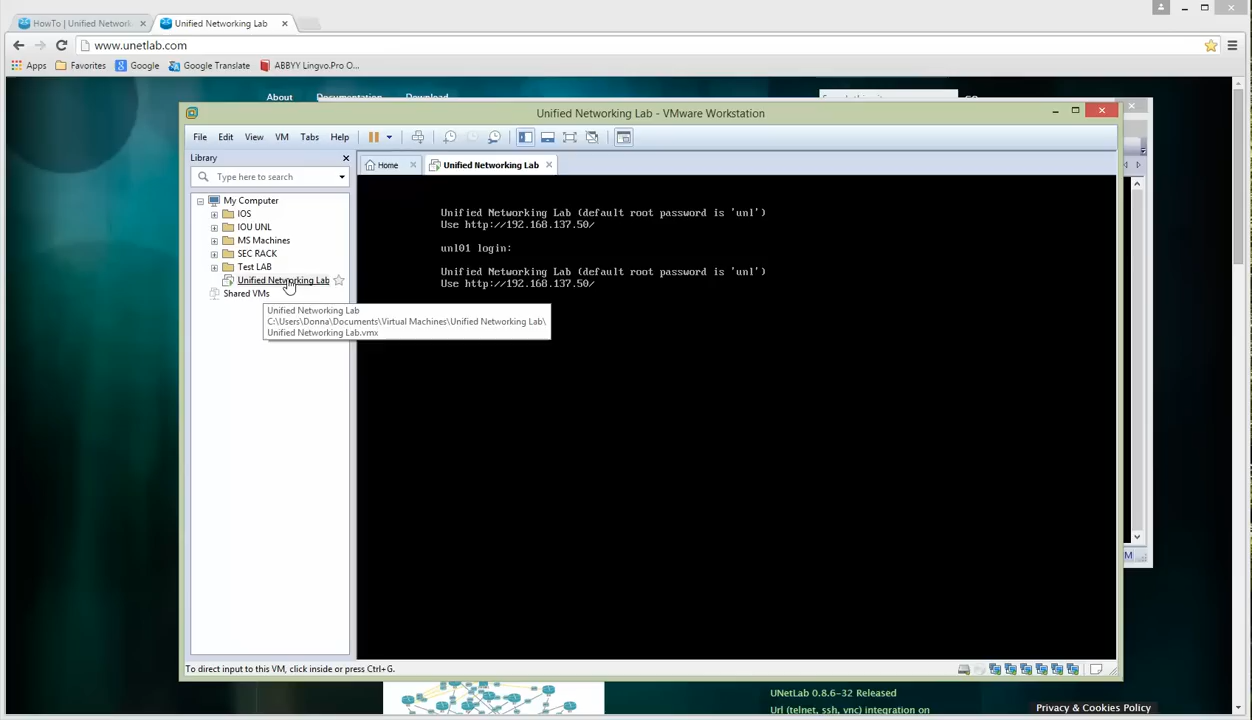 HowTo | Unified Network
Unified Networking Lab
www.unetlab.com
Apps Favorites Google Google Translate ABBYY Lingvo.Pro O...
About Documentation Download
Unified Networking Lab - VMware Workstation
File Edit View VM Tabs Help
Library
Home Unified Networking Lab
Type here to search
My Computer
IOS
IOU UNL
MS Machines
SEC RACK
Test LAB
Unified Networking Lab
Shared VMs
Unified Networking Lab
C:\Users\Donna\Documents\Virtual Machines\Unified Networking Lab\
Unified Networking Lab.vmx
Unified Networking Lab (default root password is 'unl')
Use http://192.168.137.50/
unl01 login:
Unified Networking Lab (default root password is 'unl')
Use http://192.168.137.50/
To direct input to this VM, click inside or press Ctrl+G.
UNetLab 0.8.6-32 Released
Url (telnet, ssh, vnc) integration on
Privacy & Cookies Policy